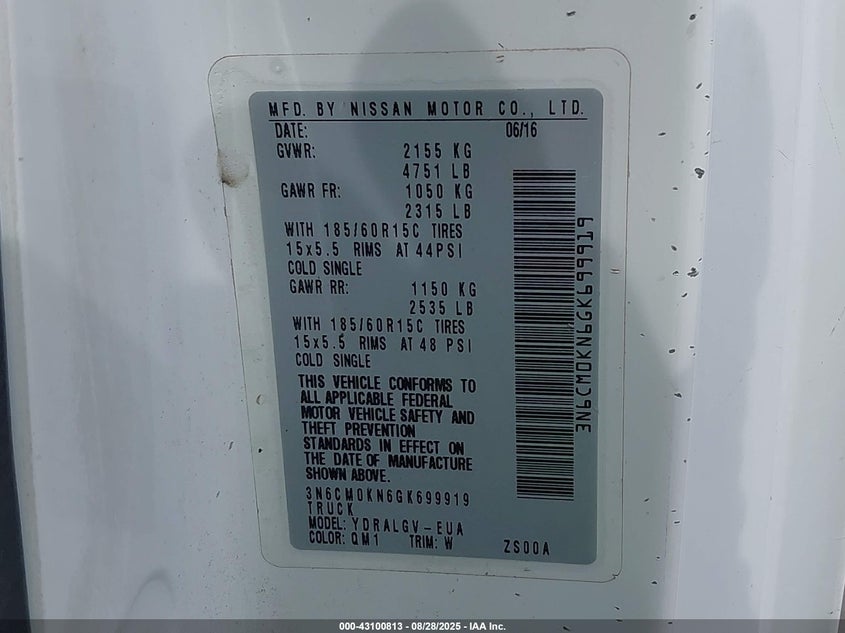 MFD. BY NISSAN MOTOR CO., LTD.
DATE: 06/16
GVWR: 2155 KG
4751 LB
GAWR FR: 1050 KG
2315 LB
WITH 185/60R15C TIRES
15x5.5 RIMS AT 44PSI
COLD SINGLE
GAWR RR: 1150 KG
2535 LB
WITH 185/60R15C TIRES
15x5.5 RIMS AT 48 PSI
COLD SINGLE
THIS VEHICLE CONFORMS TO
ALL APPLICABLE FEDERAL
MOTOR VEHICLE SAFETY AND
THEFT PREVENTION
STANDARDS IN EFFECT ON
THE DATE OF MANUFACTURE
SHOWN ABOVE.
3N6CM0KN6GK699919
TRUCK
MODEL: YDRALGV-EUA
COLOR: QM1 TRIM: W ZS00A
3N6CM0KN6GK699919
000-43100813 - 08/28/2025 - IAA Inc.